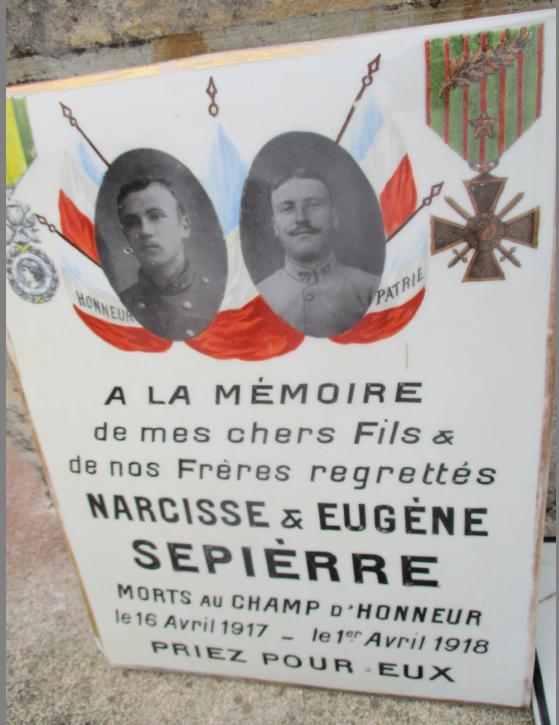 HONNEUR
PATRIE
A LA MÉMOIRE
de mes chers Fils &
de nos Frères regrettés
NARCISSE & EUGÈNE
SEPIÈRRE
MORTS AU CHAMP D'HONNEUR
le 16 Avril 1917 - le 1er Avril 1918
PRIEZ POUR EUX